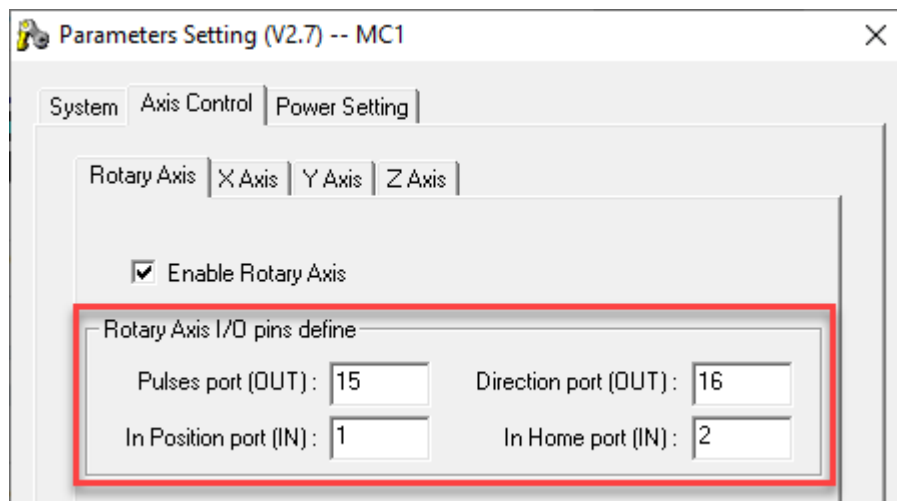 Parameters Setting (V2.7) -- MC1
System Axis Control Power Setting
Rotary Axis X Axis Y Axis Z Axis
Enable Rotary Axis
Rotary Axis I/O pins define
Pulses port (OUT) : 15 Direction port (OUT) : 16
In Position port (IN) : 1 In Home port (IN) : 2